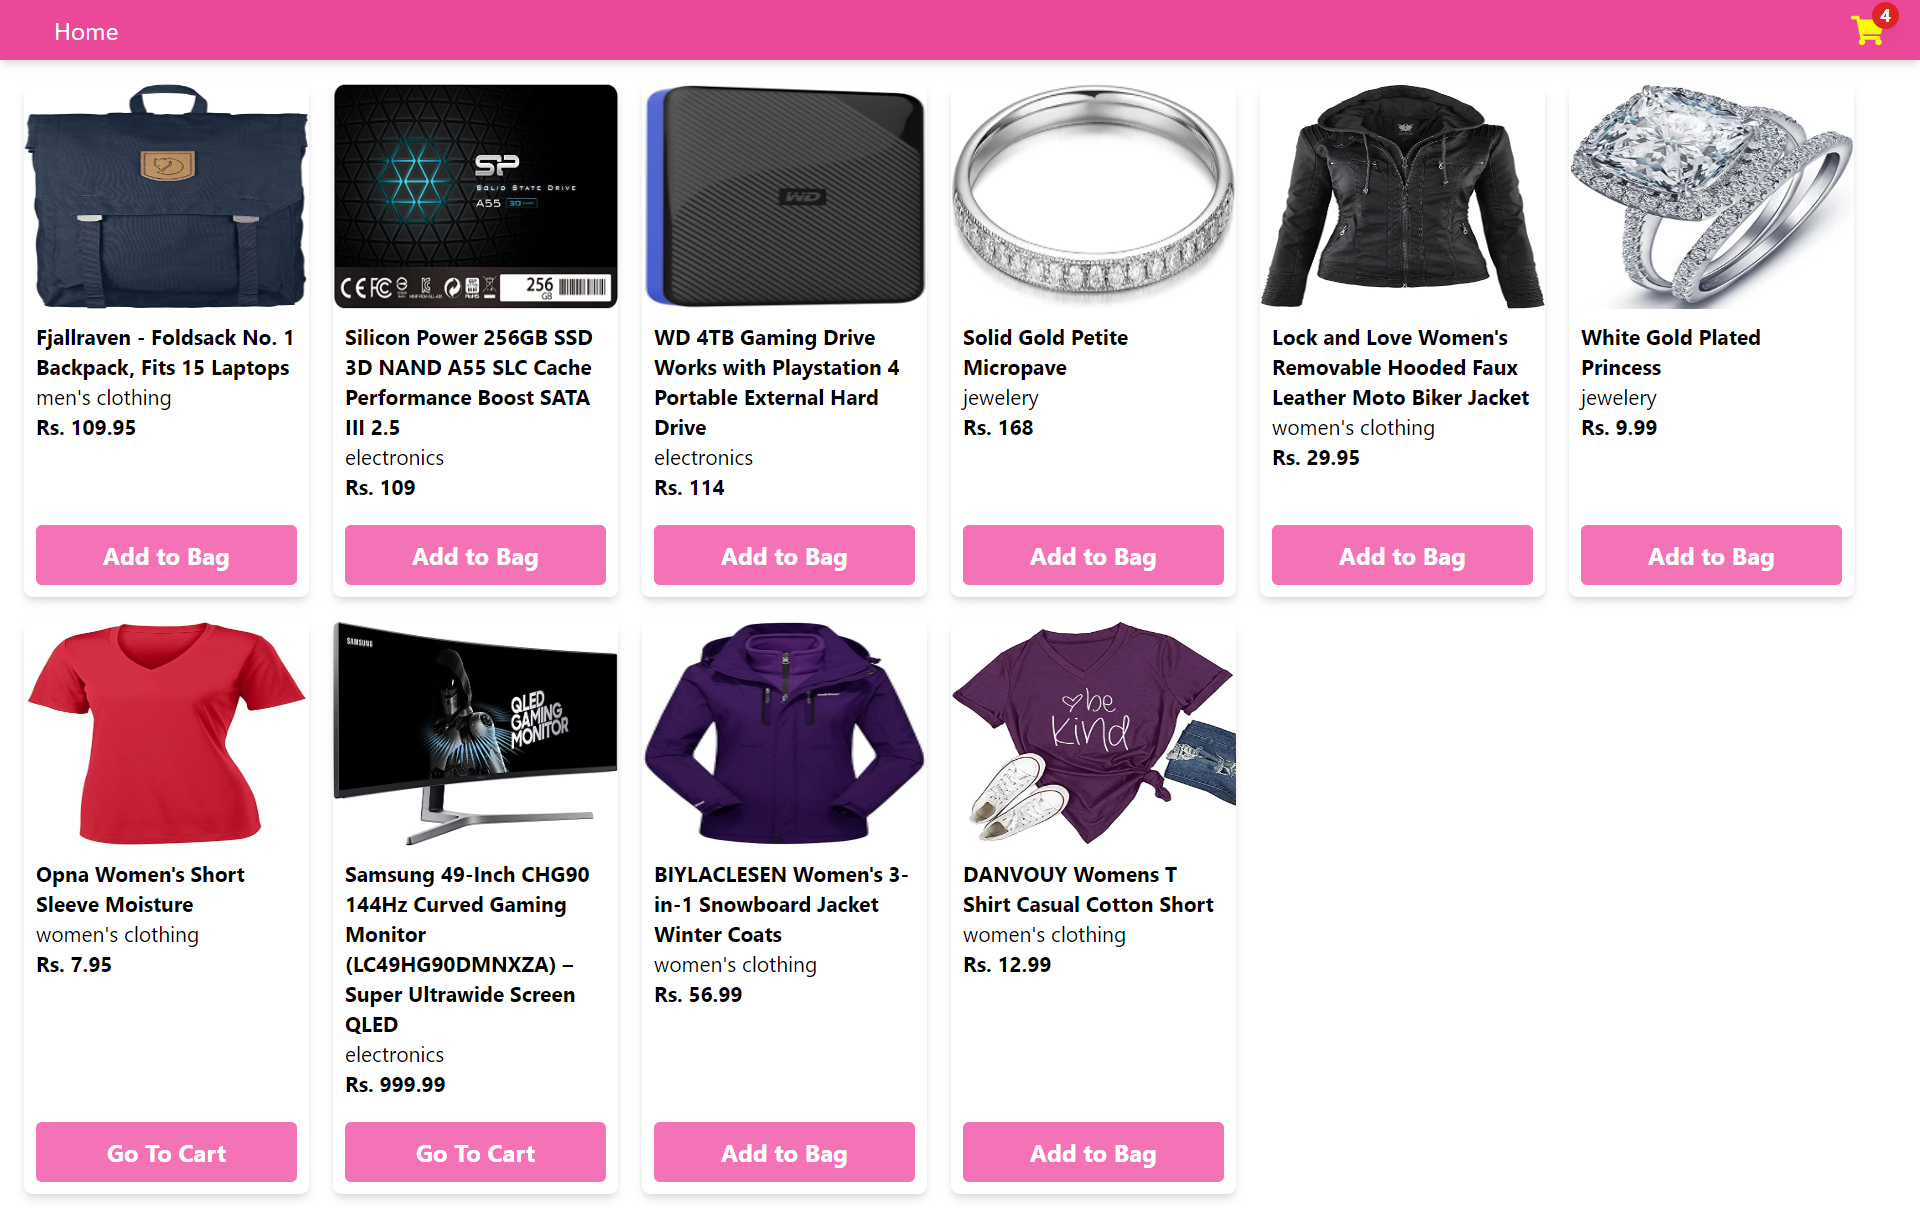 Home
4
SP
SOLID STATE DRIVE
A55 3D
256
GB
WD
Fjallraven - Foldsack No. 1
Backpack, Fits 15 Laptops
men's clothing
Rs. 109.95
Add to Bag
Silicon Power 256GB SSD
3D NAND A55 SLC Cache
Performance Boost SATA
III 2.5
electronics
Rs. 109
Add to Bag
WD 4TB Gaming Drive
Works with Playstation 4
Portable External Hard
Drive
electronics
Rs. 114
Add to Bag
Solid Gold Petite
Micropave
jewelery
Rs. 168
Add to Bag
Lock and Love Women's
Removable Hooded Faux
Leather Moto Biker Jacket
women's clothing
Rs. 29.95
Add to Bag
White Gold Plated
Princess
jewelery
Rs. 9.99
Add to Bag
SAMSUNG
QLED
GAMING
MONITOR
be
kind
Opna Women's Short
Sleeve Moisture
women's clothing
Rs. 7.95
Go To Cart
Samsung 49-Inch CHG90
144Hz Curved Gaming
Monitor
(LC49HG90DMNXZA) –
Super Ultrawide Screen
QLED
electronics
Rs. 999.99
Go To Cart
BIYLACLESEN Women's 3-
in-1 Snowboard Jacket
Winter Coats
women's clothing
Rs. 56.99
Add to Bag
DANVOUY Womens T
Shirt Casual Cotton Short
women's clothing
Rs. 12.99
Add to Bag